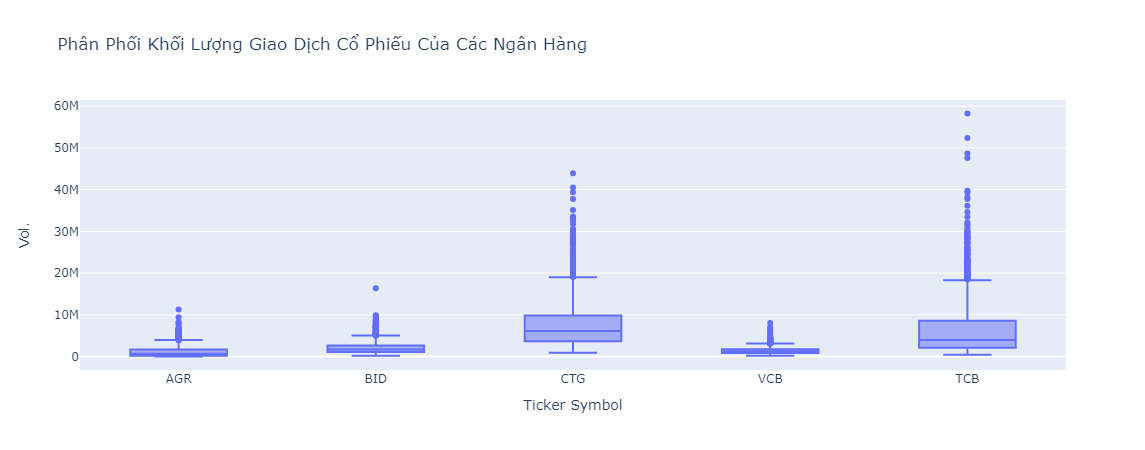 Phân Phối Khối Lượng Giao Dịch Cổ Phiếu Của Các Ngân Hàng
60M
50M
40M
30M
20M
10M
0
Vol.
AGR BID CTG VCB TCB
Ticker Symbol